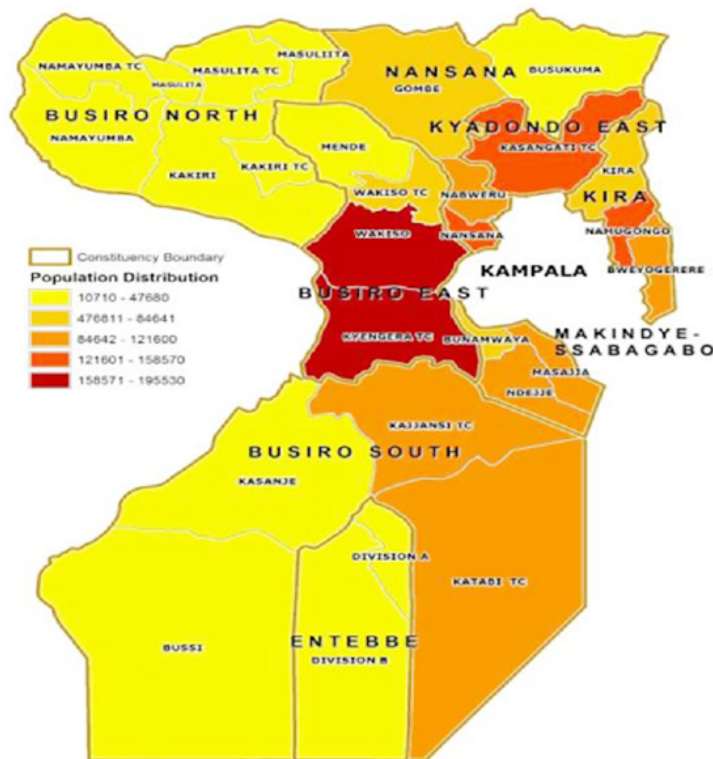 MASULIITA
NAMAYUMBA TC
MASULITA TC
MASULITA
NANSANA
GOMBE
BUSUKUMA
BUSIRO NORTH
NAMAYUMBA
KYADONDO EAST
KASANGATI TC
MENDE
KAKIRI TC
KAKIRI
KIRA
WAKISO TC
NABWERU
KIRA
WAKISO
NANSANA
NAMUGONGO
Constituency Boundary
KAMPALA
BWEYOGERERE
Population Distribution
BUSIRO EAST
10710 - 47680
476811 - 84641
84642 - 121600
121601 - 158570
158571 - 195530
KYENGERA TC
BUNAMWAYA
MAKINDYE-
SSABAGABO
MASAJJA
NDEJJE
KAJJANSI TC
BUSIRO SOUTH
KASANJE
DIVISION A
KATABI TC
ENTEBBE
BUSSI
DIVISION B